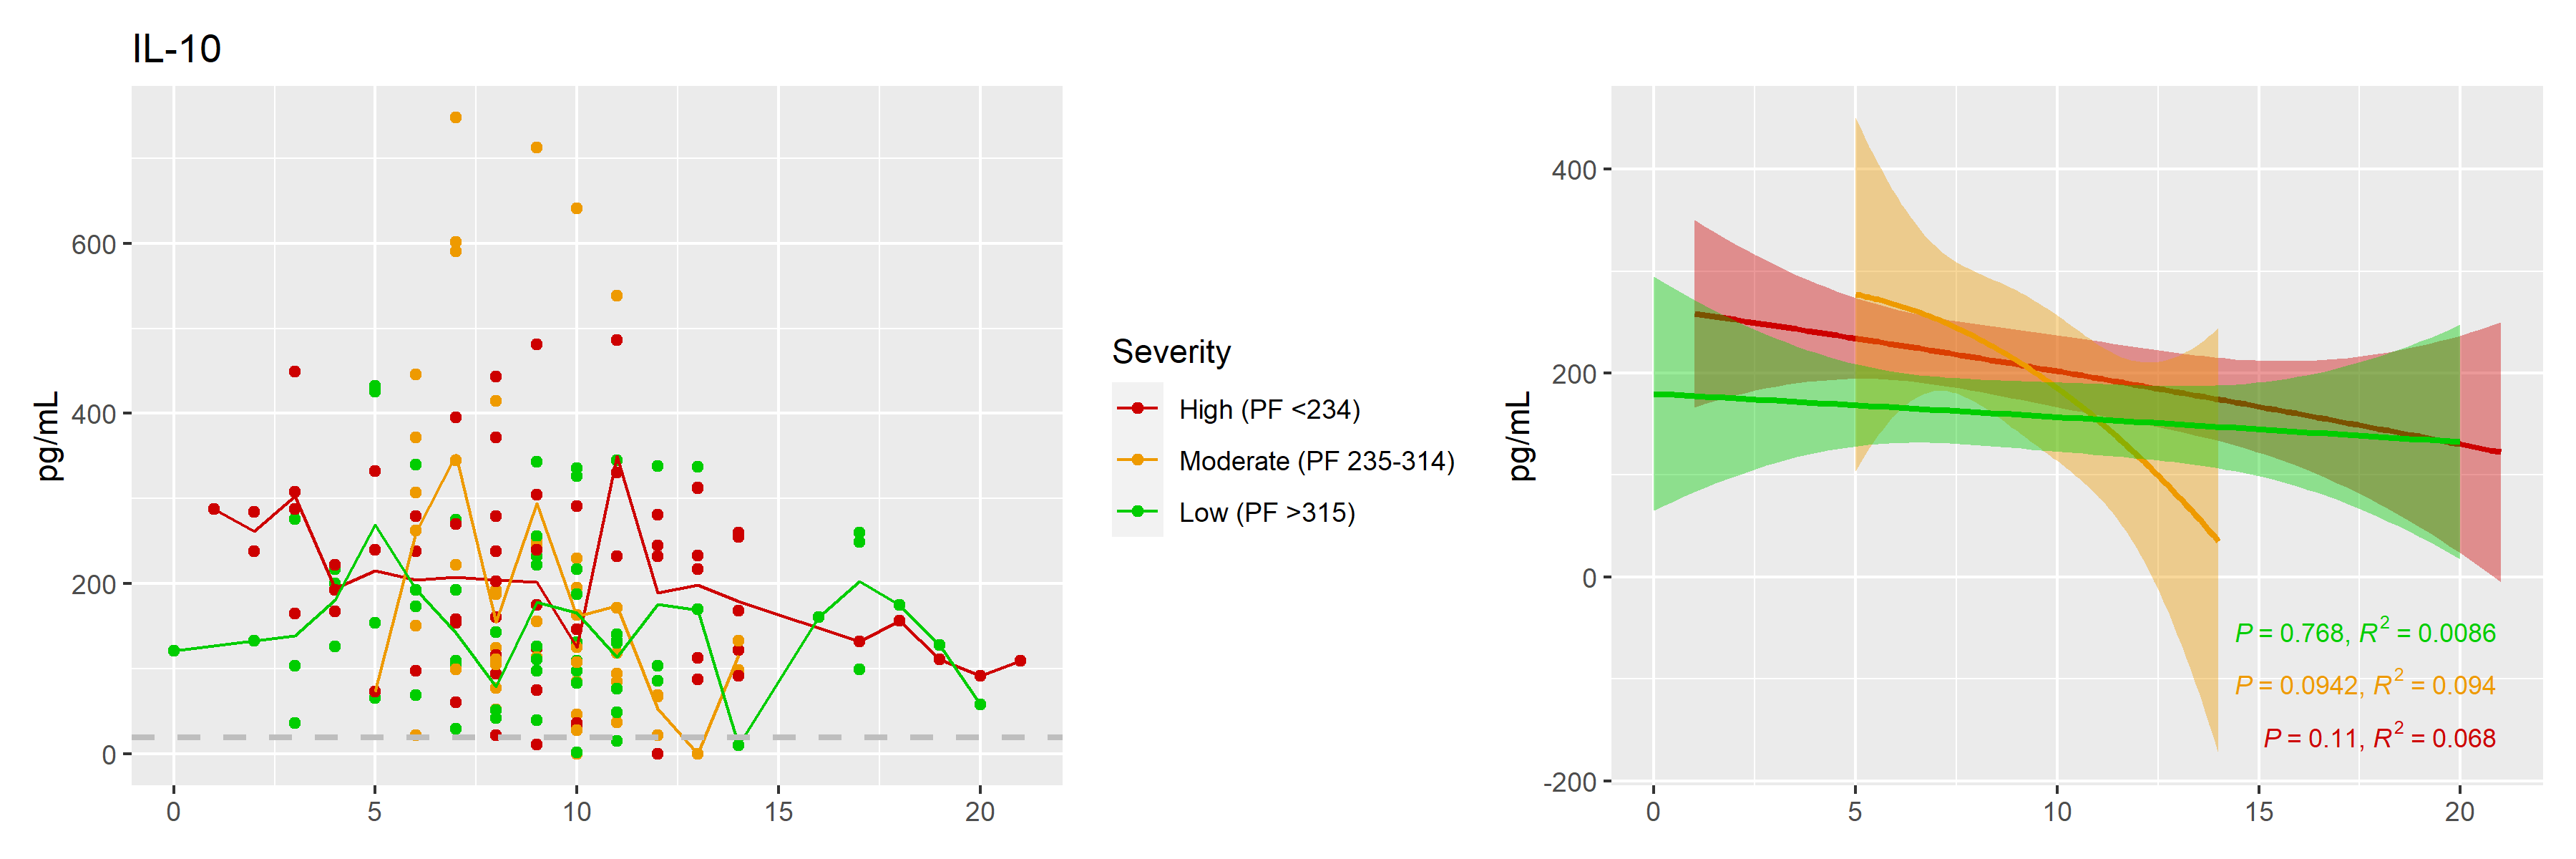 IL-10
pg/mL
600
400
200
0
0 5 10 15 20
Severity
High (PF <234)
Moderate (PF 235-314)
Low (PF >315)
pg/mL
400
200
0
-200
0 5 10 15 20
P = 0.768, R² = 0.0086
P = 0.0942, R² = 0.094
P = 0.11, R² = 0.068